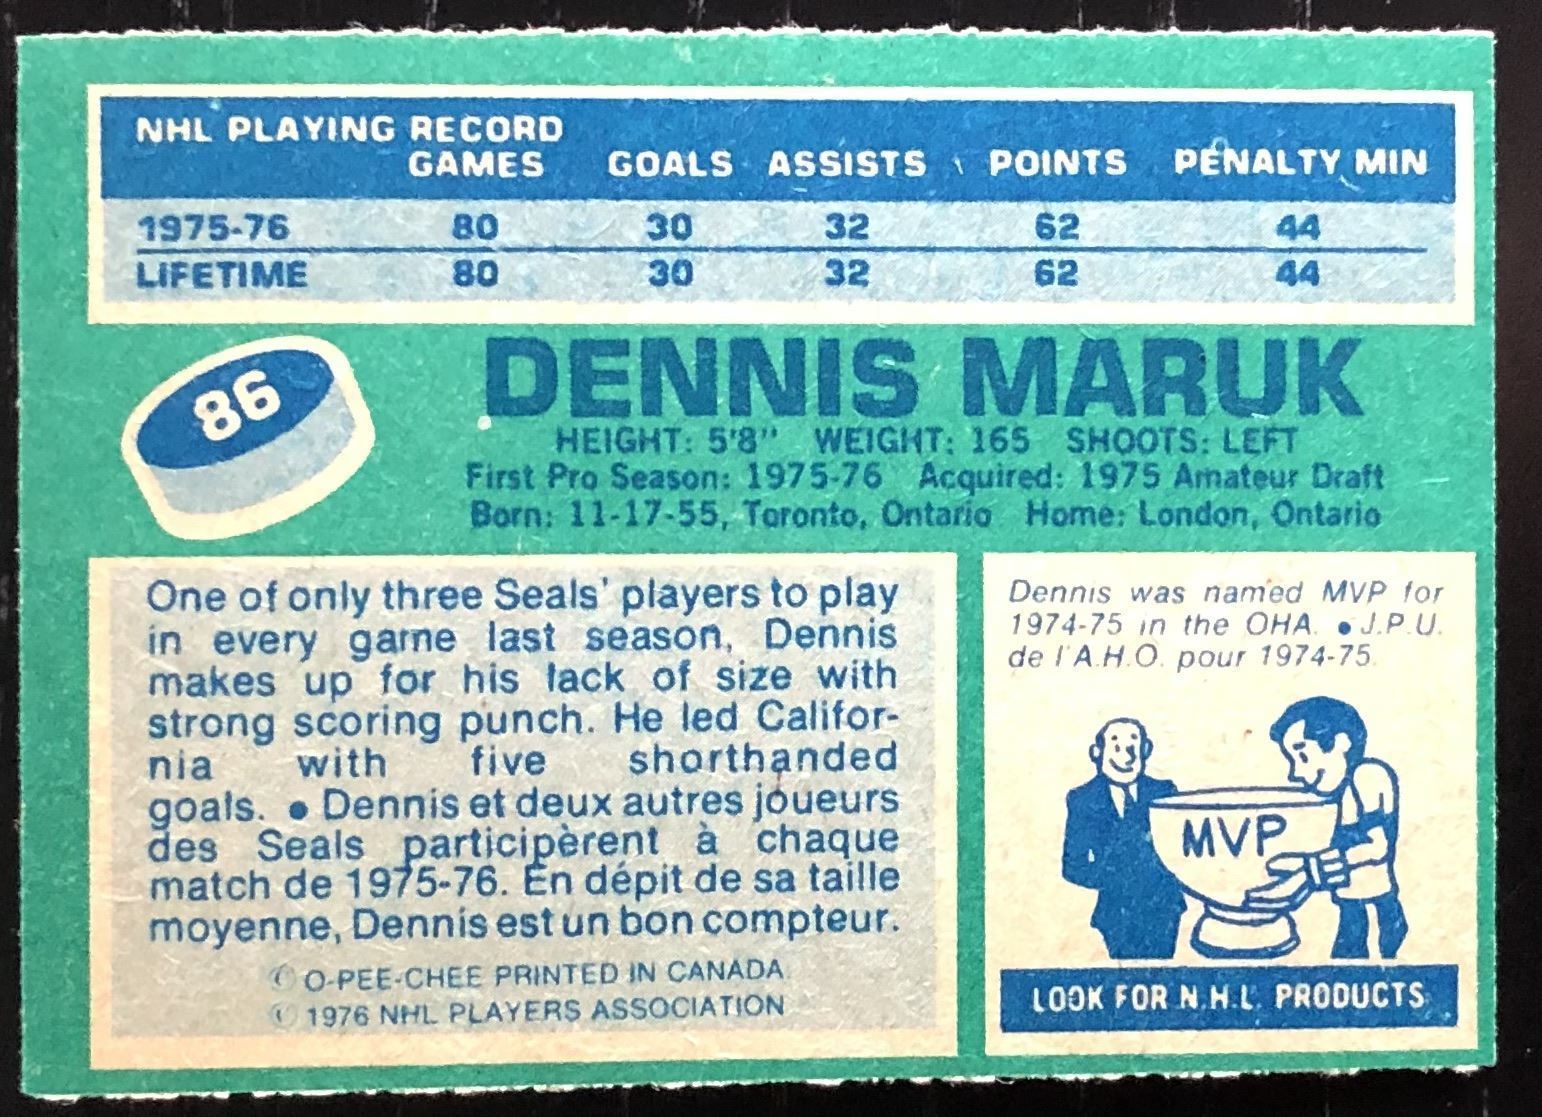 NHL PLAYING RECORD
GAMES GOALS ASSISTS POINTS PENALTY MIN
1975-76 80 30 32 62 44
LIFETIME 80 30 32 62 44
86
DENNIS MARUK
HEIGHT: 5'8" WEIGHT: 165 SHOOTS: LEFT
First Pro Season: 1975-76 Acquired: 1975 Amateur Draft
Born: 11-17-55, Toronto, Ontario Home: London, Ontario
One of only three Seals' players to play
in every game last season, Dennis
makes up for his lack of size with
strong scoring punch. He led Califor-
nia with five shorthanded
goals. ● Dennis et deux autres joueurs
des Seals participèrent à chaque
match de 1975-76. En dépit de sa taille
moyenne, Dennis est un bon compteur.
© O-PEE-CHEE PRINTED IN CANADA
© 1976 NHL PLAYERS ASSOCIATION
Dennis was named MVP for
1974-75 in the OHA. ● J.P.U.
de l'A.H.O. pour 1974-75.
MVP
LOOK FOR N.H.L. PRODUCTS